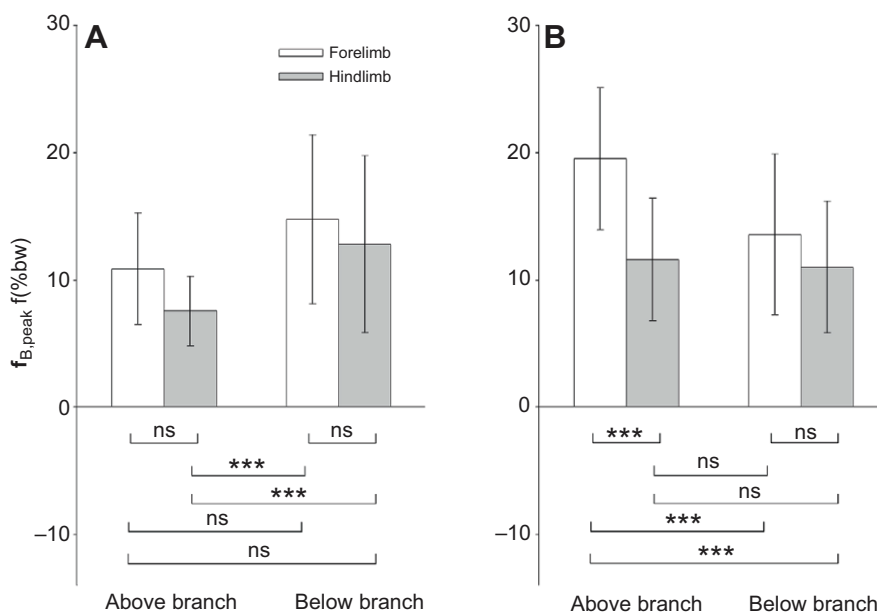 A
B
Forelimb
Hindlimb
30
20
10
0
–10
f_B,peak f(%bw)
ns
ns
***
***
ns
ns
Above branch
Below branch
30
20
10
0
–10
***
ns
ns
ns
***
***
Above branch
Below branch